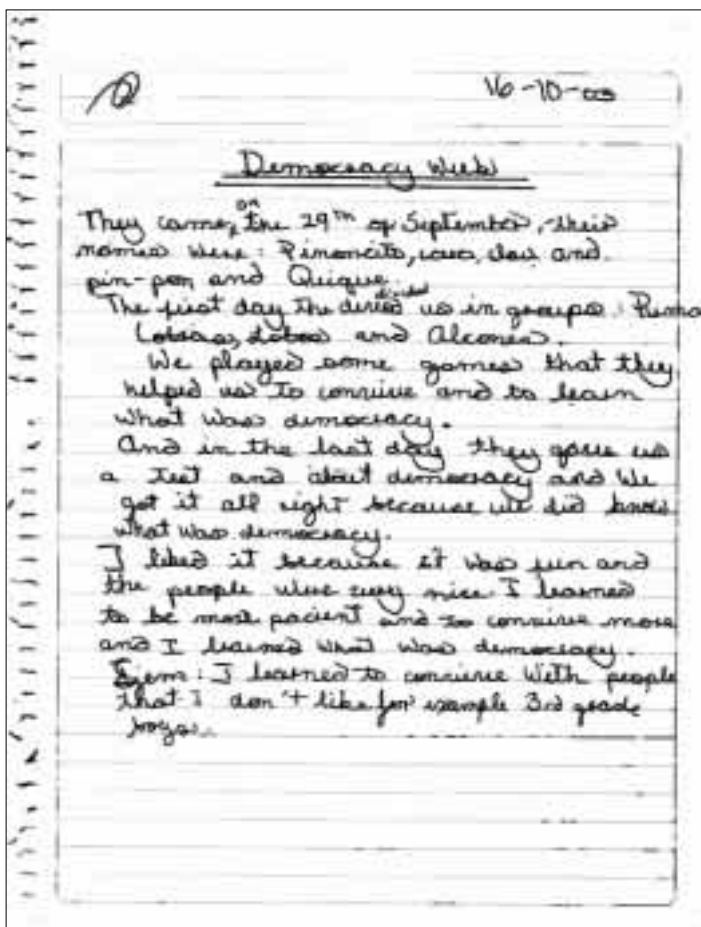 16-10-03
Democracy Week
They came, on the 29th of September, their
names were: Pinoncito, and
pin-pon and Quique.
The first day the divided us in groups: Puma
Lobos and Alcones.
We played some games that they
helped us to convive and to learn
what was democracy.
And in the last day they gave us
a test and about democracy and We
got it all right because we did know
what was democracy.
I liked it because it was fun and
the people were very nice I learned
to be more pacient and to convive more
and I learned what was democracy.
Ejem: I learned to convive With people
that I don't like for example 3rd grade
boys.